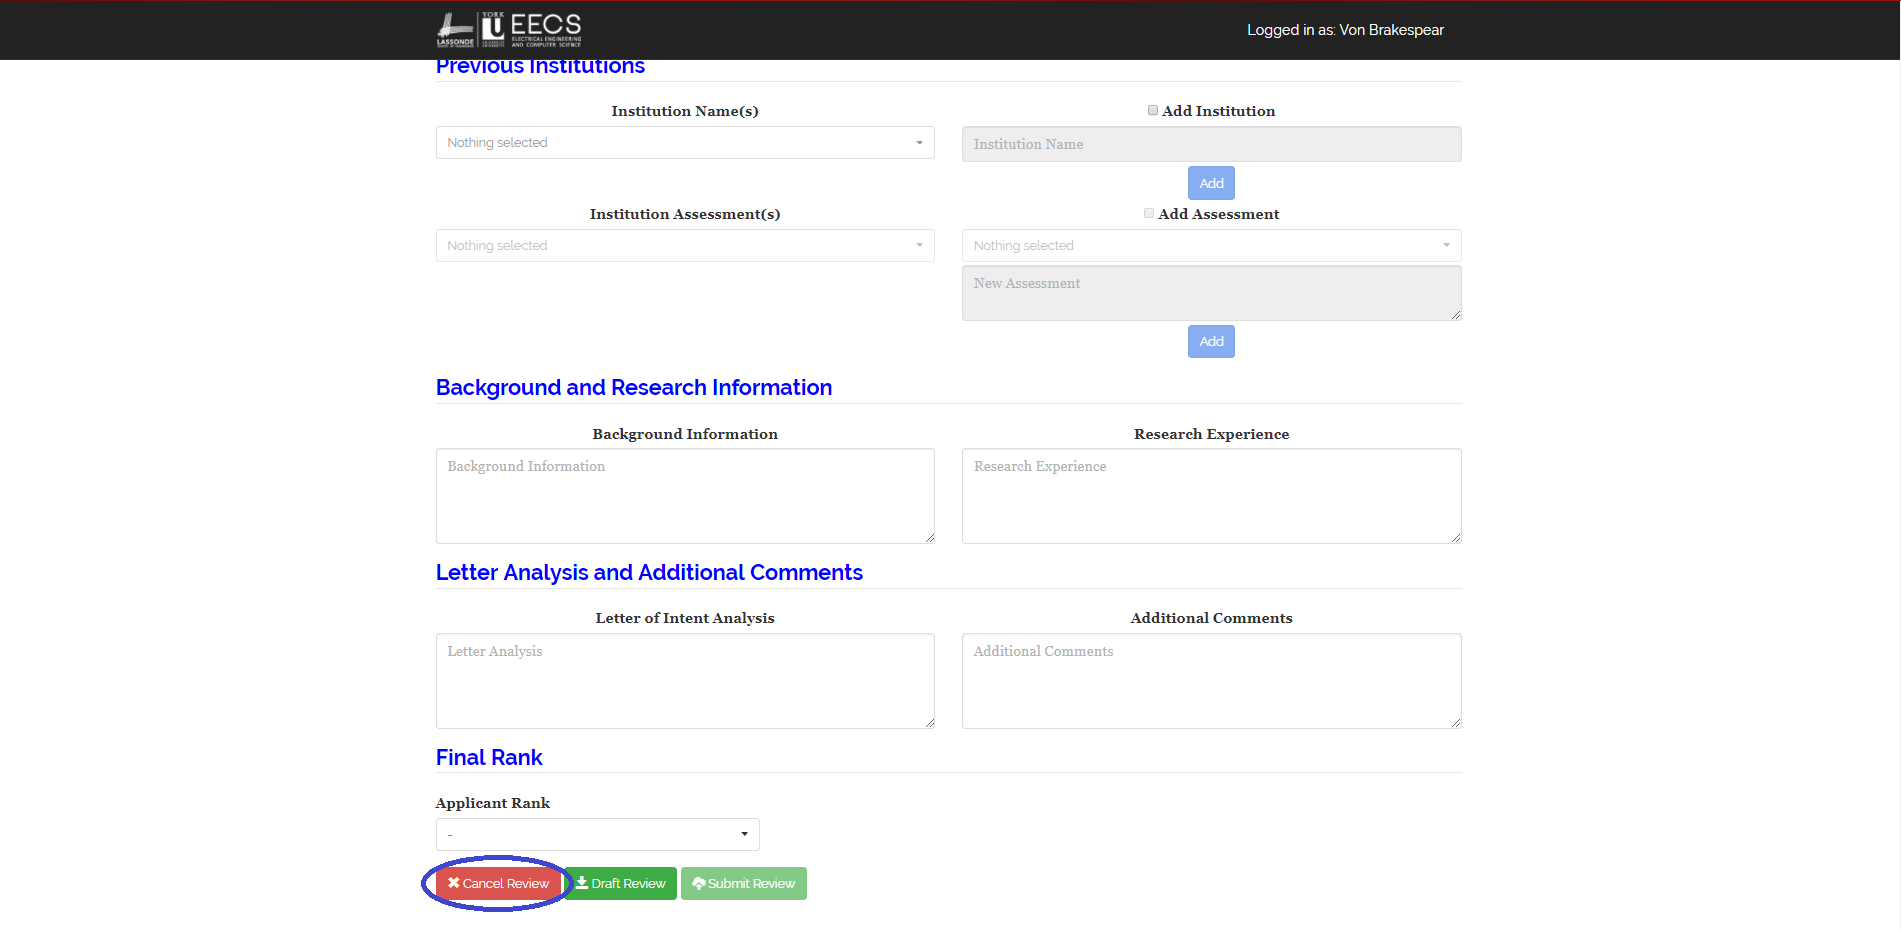 LASSONDE
YORK
U
EECS
ELECTRICAL ENGINEERING
AND COMPUTER SCIENCE
Logged in as: Von Brakespear
Previous Institutions
Institution Name(s)
Add Institution
Nothing selected
Institution Name
Add
Institution Assessment(s)
Add Assessment
Nothing selected
Nothing selected
New Assessment
Add
Background and Research Information
Background Information
Research Experience
Background Information
Research Experience
Letter Analysis and Additional Comments
Letter of Intent Analysis
Additional Comments
Letter Analysis
Additional Comments
Final Rank
Applicant Rank
-
Cancel Review
Draft Review
Submit Review